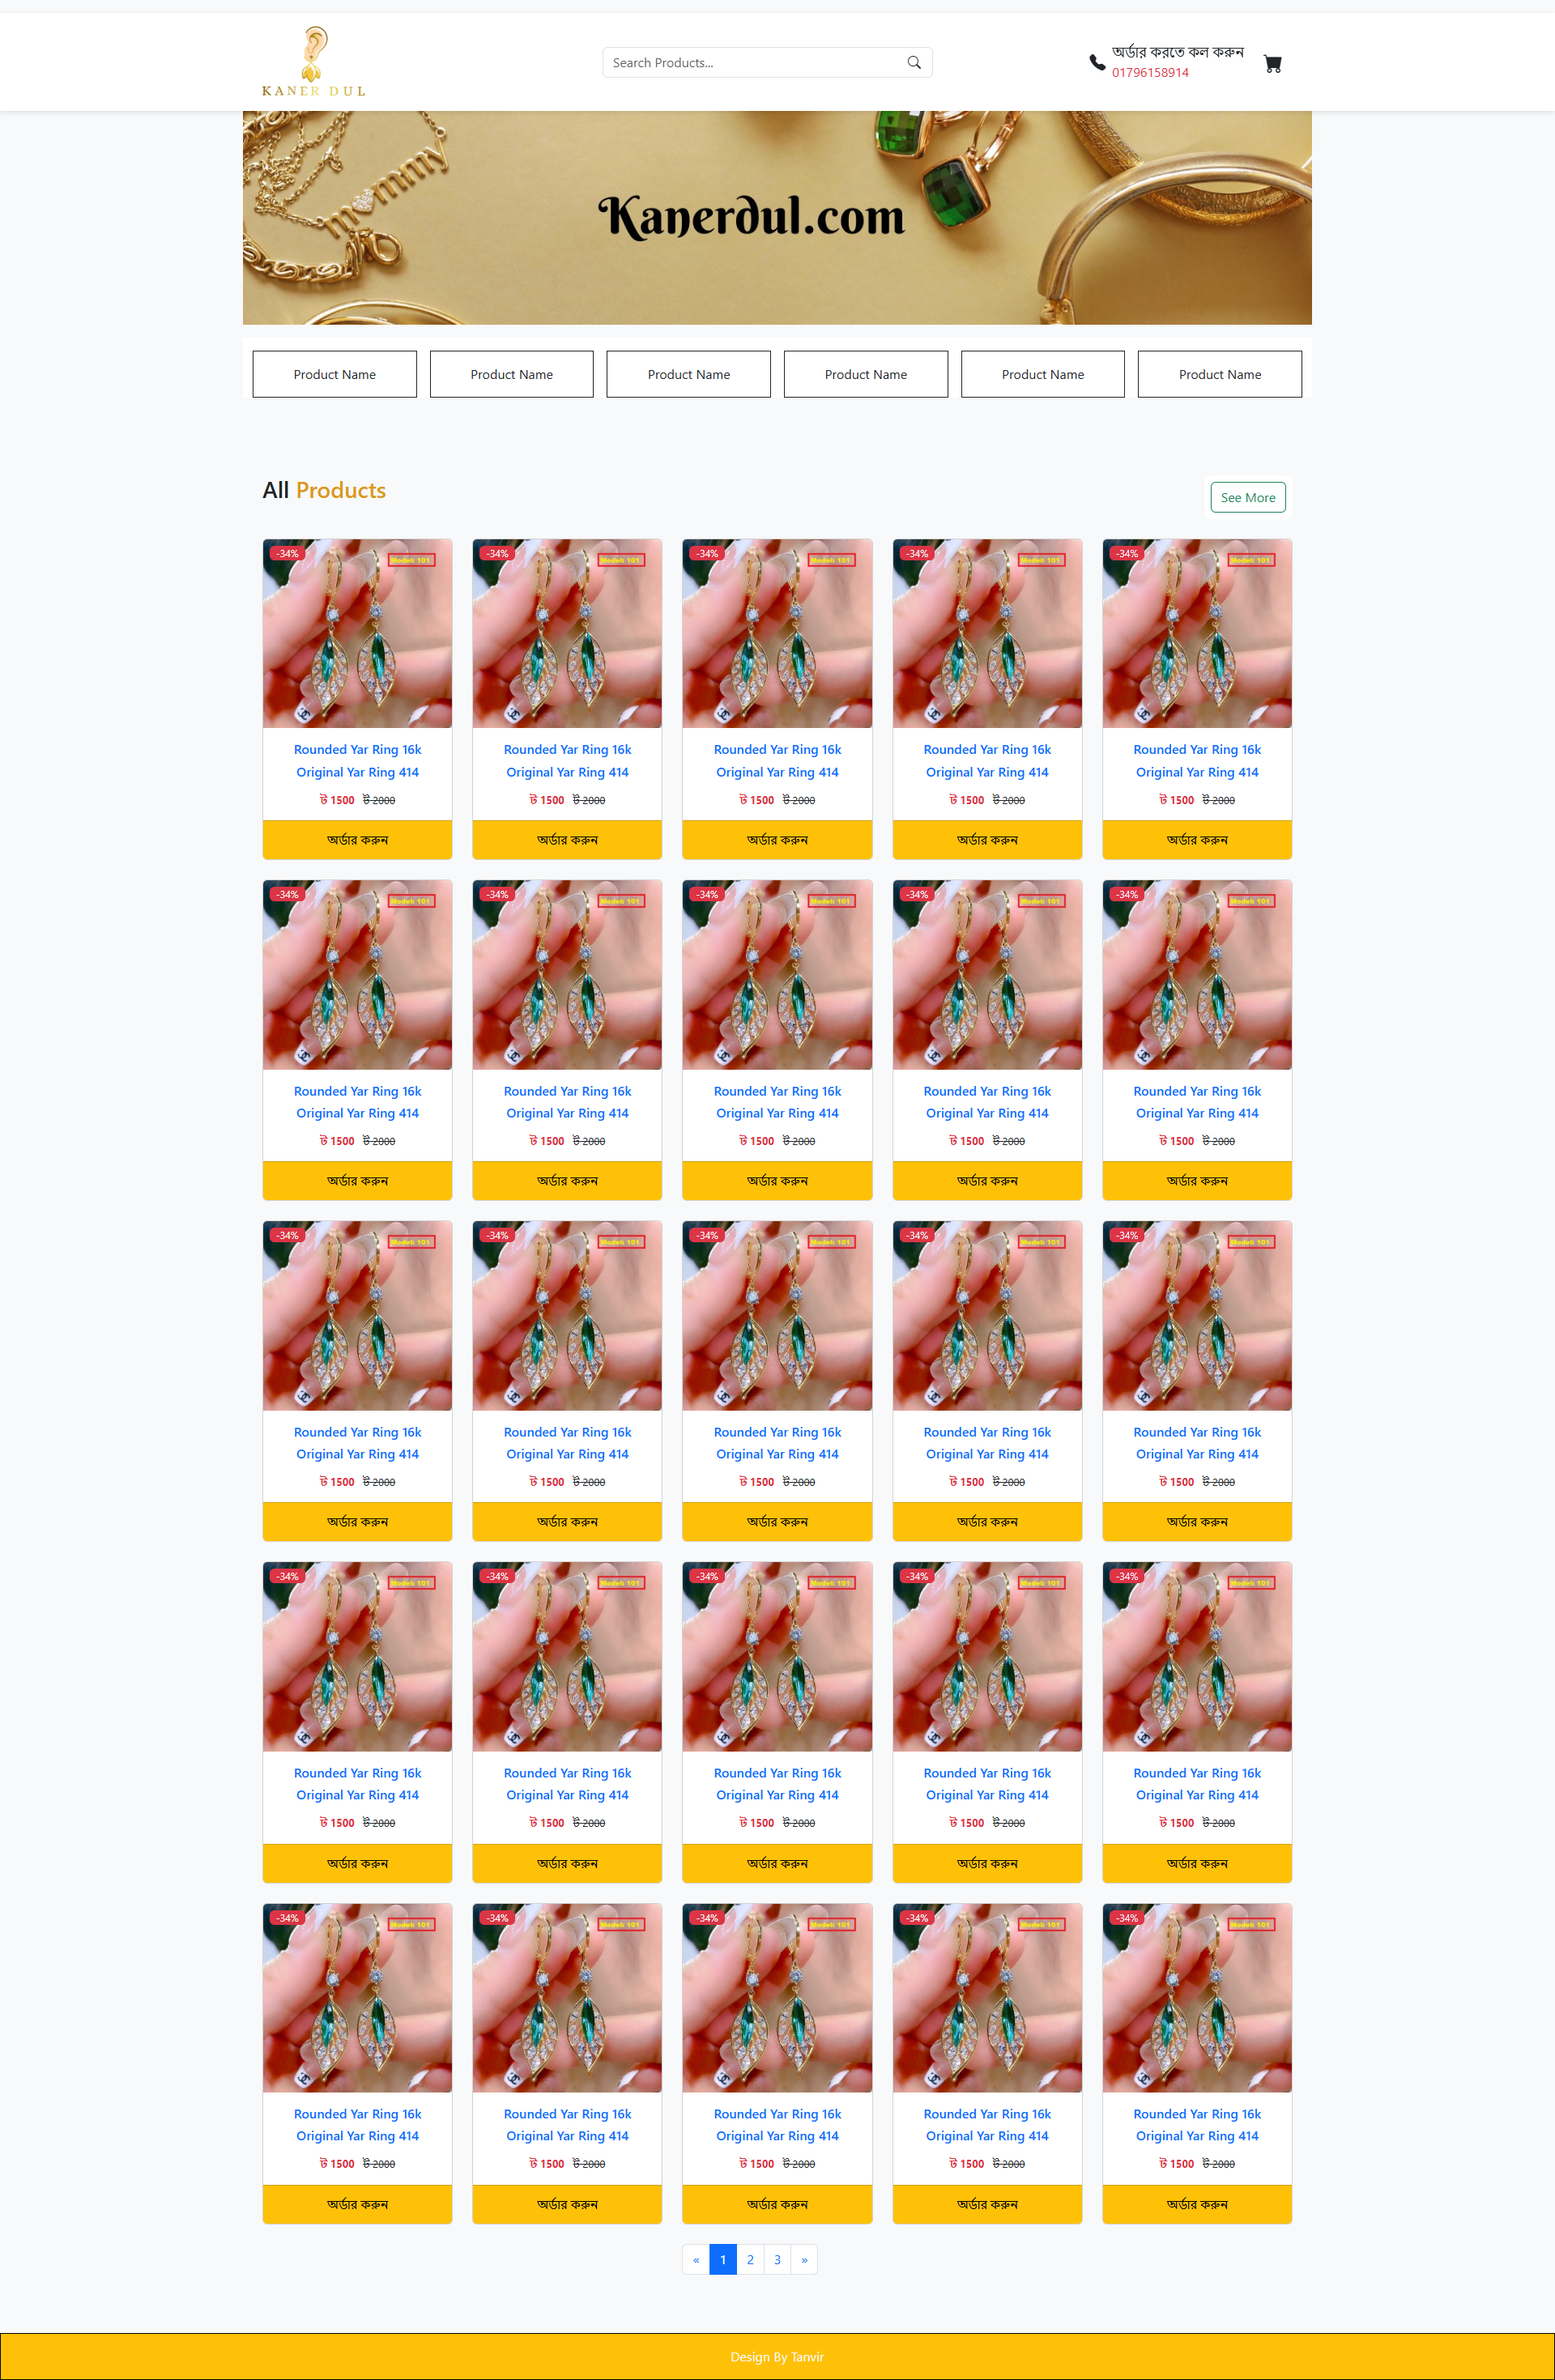 KANER DUL
Search Products...
অর্ডার করতে কল করুন
01796158914
mommy
Kanerdul.com
Product Name
Product Name
Product Name
Product Name
Product Name
Product Name
All Products
See More
-34% Model: 101
Rounded Yar Ring 16k
Original Yar Ring 414
ট 1500 ট 2000
অর্ডার করুন
-34% Model: 101
Rounded Yar Ring 16k
Original Yar Ring 414
ট 1500 ট 2000
অর্ডার করুন
-34% Model: 101
Rounded Yar Ring 16k
Original Yar Ring 414
ট 1500 ট 2000
অর্ডার করুন
-34% Model: 101
Rounded Yar Ring 16k
Original Yar Ring 414
ট 1500 ট 2000
অর্ডার করুন
-34% Model: 101
Rounded Yar Ring 16k
Original Yar Ring 414
ট 1500 ট 2000
অর্ডার করুন
-34% Model: 101
Rounded Yar Ring 16k
Original Yar Ring 414
ট 1500 ট 2000
অর্ডার করুন
-34% Model: 101
Rounded Yar Ring 16k
Original Yar Ring 414
ট 1500 ট 2000
অর্ডার করুন
-34% Model: 101
Rounded Yar Ring 16k
Original Yar Ring 414
ট 1500 ট 2000
অর্ডার করুন
-34% Model: 101
Rounded Yar Ring 16k
Original Yar Ring 414
ট 1500 ট 2000
অর্ডার করুন
-34% Model: 101
Rounded Yar Ring 16k
Original Yar Ring 414
ট 1500 ট 2000
অর্ডার করুন
-34% Model: 101
Rounded Yar Ring 16k
Original Yar Ring 414
ট 1500 ট 2000
অর্ডার করুন
-34% Model: 101
Rounded Yar Ring 16k
Original Yar Ring 414
ট 1500 ট 2000
অর্ডার করুন
-34% Model: 101
Rounded Yar Ring 16k
Original Yar Ring 414
ট 1500 ট 2000
অর্ডার করুন
-34% Model: 101
Rounded Yar Ring 16k
Original Yar Ring 414
ট 1500 ট 2000
অর্ডার করুন
-34% Model: 101
Rounded Yar Ring 16k
Original Yar Ring 414
ট 1500 ট 2000
অর্ডার করুন
-34% Model: 101
Rounded Yar Ring 16k
Original Yar Ring 414
ট 1500 ট 2000
অর্ডার করুন
-34% Model: 101
Rounded Yar Ring 16k
Original Yar Ring 414
ট 1500 ট 2000
অর্ডার করুন
-34% Model: 101
Rounded Yar Ring 16k
Original Yar Ring 414
ট 1500 ট 2000
অর্ডার করুন
-34% Model: 101
Rounded Yar Ring 16k
Original Yar Ring 414
ট 1500 ট 2000
অর্ডার করুন
-34% Model: 101
Rounded Yar Ring 16k
Original Yar Ring 414
ট 1500 ট 2000
অর্ডার করুন
-34% Model: 101
Rounded Yar Ring 16k
Original Yar Ring 414
ট 1500 ট 2000
অর্ডার করুন
-34% Model: 101
Rounded Yar Ring 16k
Original Yar Ring 414
ট 1500 ট 2000
অর্ডার করুন
-34% Model: 101
Rounded Yar Ring 16k
Original Yar Ring 414
ট 1500 ট 2000
অর্ডার করুন
-34% Model: 101
Rounded Yar Ring 16k
Original Yar Ring 414
ট 1500 ট 2000
অর্ডার করুন
-34% Model: 101
Rounded Yar Ring 16k
Original Yar Ring 414
ট 1500 ট 2000
অর্ডার করুন
« 1 2 3 »
Design By Tanvir